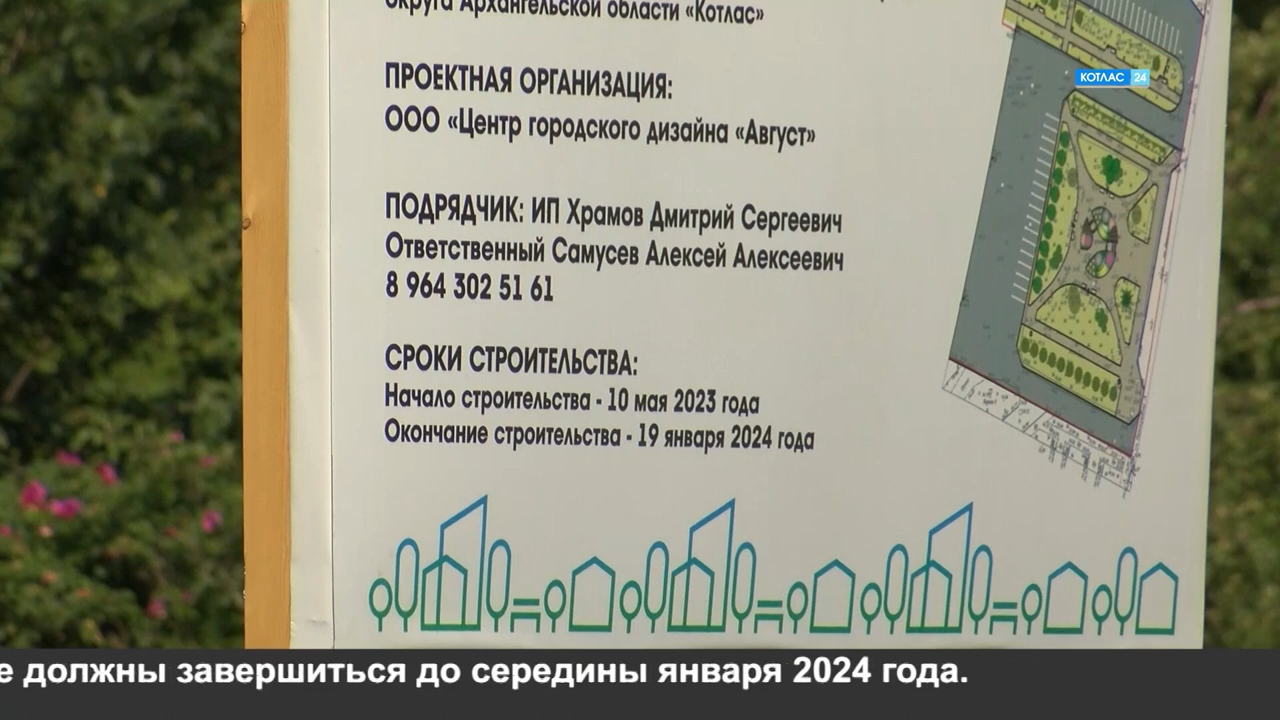 округа Архангельской области «Котлас»
ПРОЕКТНАЯ ОРГАНИЗАЦИЯ:
ООО «Центр городского дизайна «Август»
КОТЛАС 24
ПОДРЯДЧИК: ИП Храмов Дмитрий Сергеевич
Ответственный Самусев Алексей Алексеевич
8 964 302 51 61
СРОКИ СТРОИТЕЛЬСТВА:
Начало строительства - 10 мая 2023 года
Окончание строительства - 19 января 2024 года
е должны завершиться до середины января 2024 года.